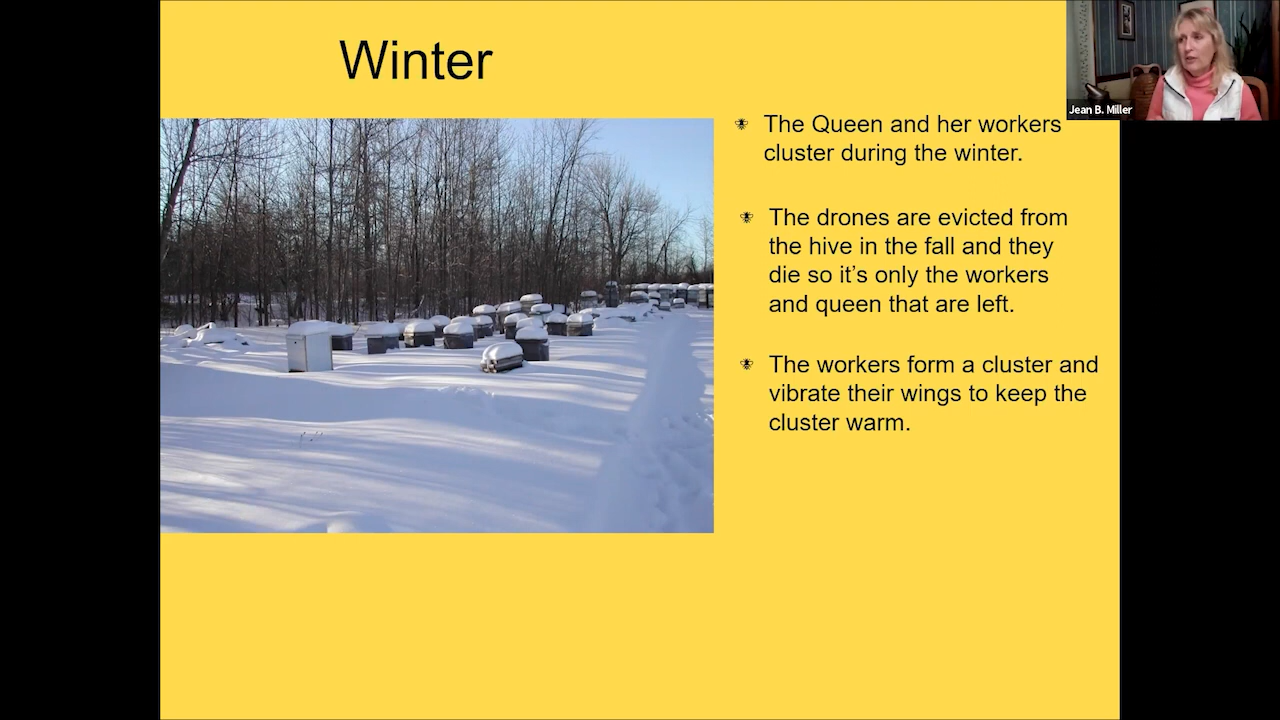 Winter
Jean B. Miller
The Queen and her workers
cluster during the winter.
The drones are evicted from
the hive in the fall and they
die so it’s only the workers
and queen that are left.
The workers form a cluster and
vibrate their wings to keep the
cluster warm.